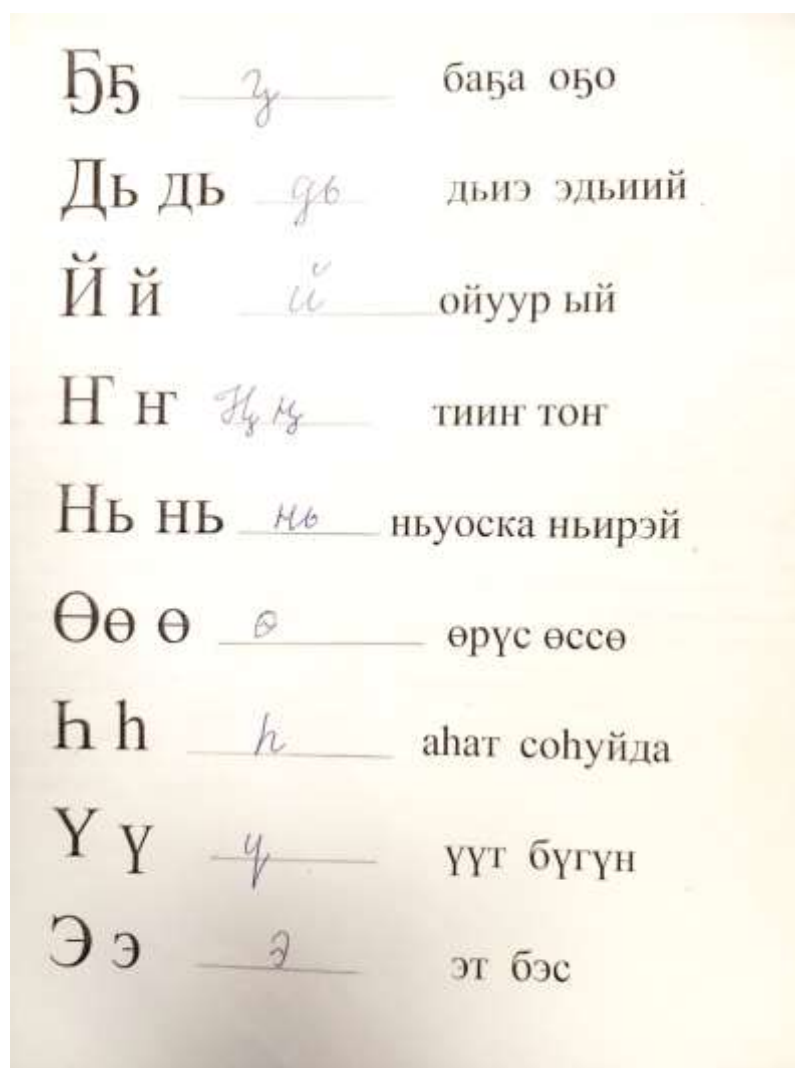 Ҕҕ ҕ баҕа оҕо
Дь дь дь дьиэ эдьиий
Й й й ойуур ый
Ҥ ҥ Ҥ ҥ тииҥ тоҥ
Нь нь нь ньуоска ньирэй
Өө ө ө өрүс өссө
Һ һ һ аһат соһуйда
Ү ү ү үүт бүгүн
Э э э эт бэс